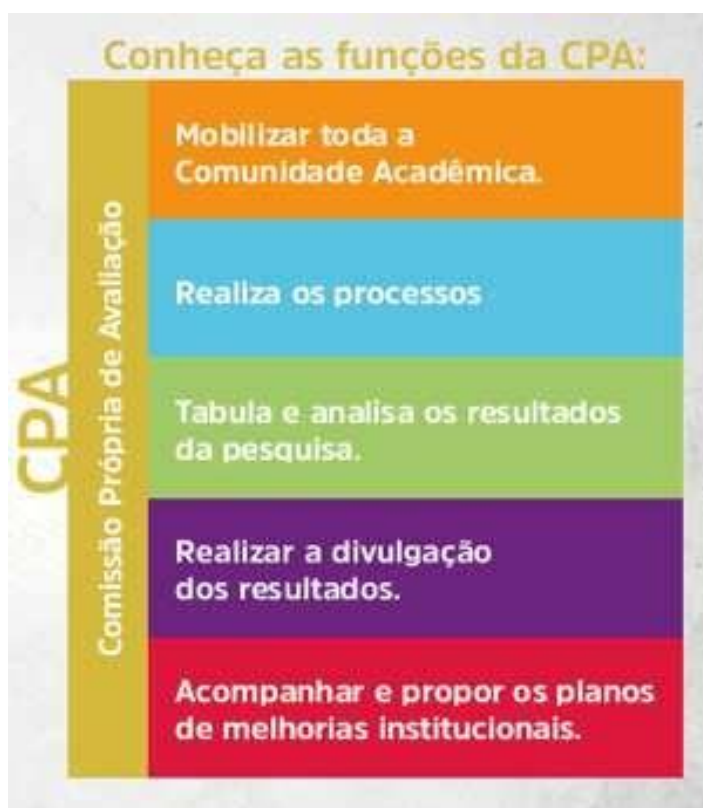 Conheça as funções da CPA:
CPA
Comissão Própria de Avaliação
Mobilizar toda a
Comunidade Acadêmica.
Realiza os processos
Tabula e analisa os resultados
da pesquisa.
Realizar a divulgação
dos resultados.
Acompanhar e propor os planos
de melhorias institucionais.